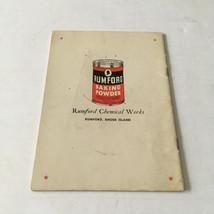 RUMFORD
BAKING
POWDER
Rumford Chemical Works
RUMFORD, RHODE ISLAND